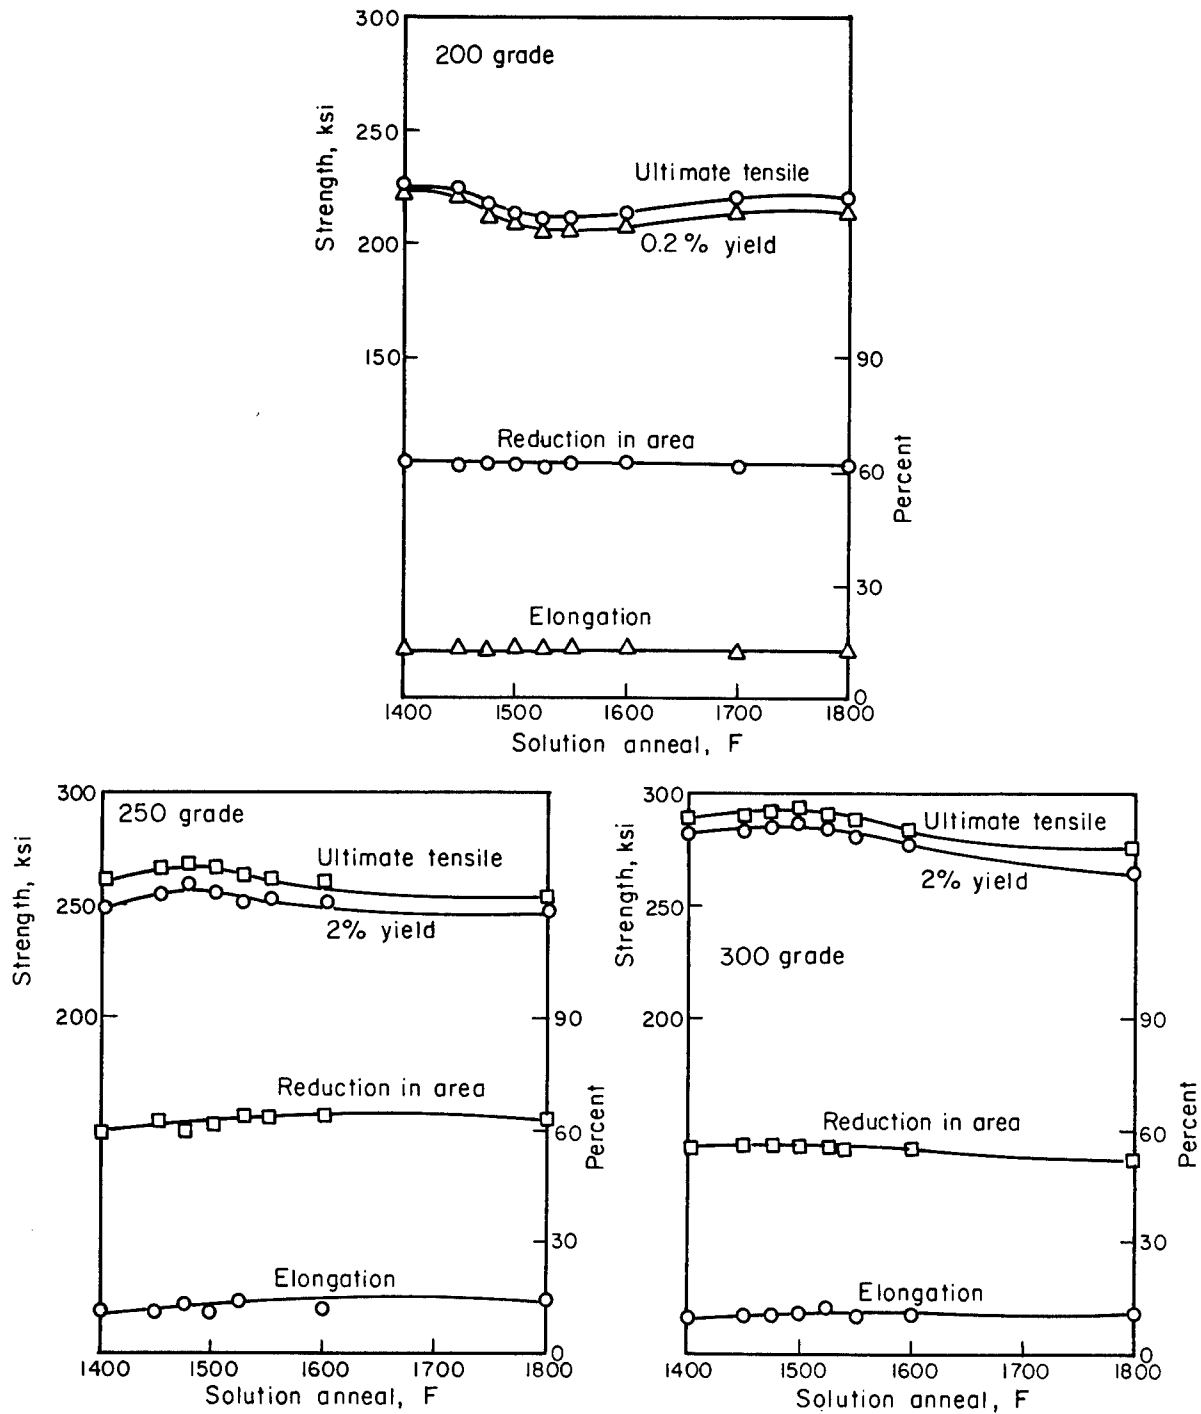 300
200 grade
250
Ultimate tensile
Strength, ksi
200
0.2% yield
150
90
Reduction in area
60
Percent
30
Elongation
0
1400 1500 1600 1700 1800
Solution anneal, F
300
250 grade
Ultimate tensile
Strength, ksi
250
2% yield
200
90
Reduction in area
60
Percent
30
Elongation
0
1400 1500 1600 1700 1800
Solution anneal, F
300
Ultimate tensile
2% yield
Strength, ksi
250
300 grade
200
90
Reduction in area
60
Percent
30
Elongation
1400 1500 1600 1700 1800
Solution anneal, F